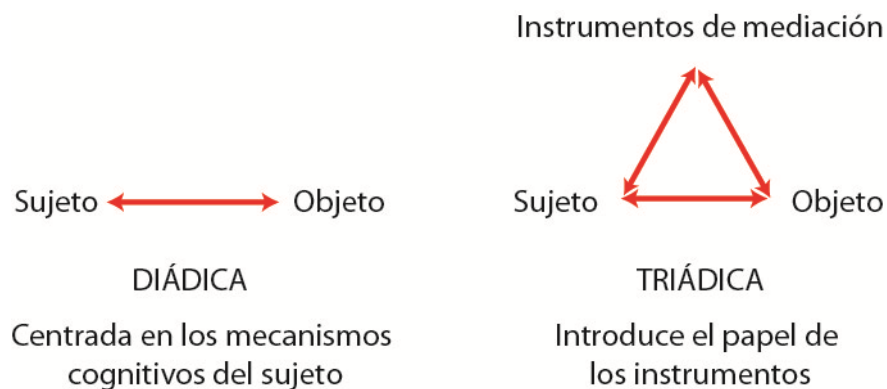 Instrumentos de mediación
Sujeto
Objeto
Sujeto
Objeto
DIÁDICA
TRIÁDICA
Centrada en los mecanismos
cognitivos del sujeto
Introduce el papel de
los instrumentos